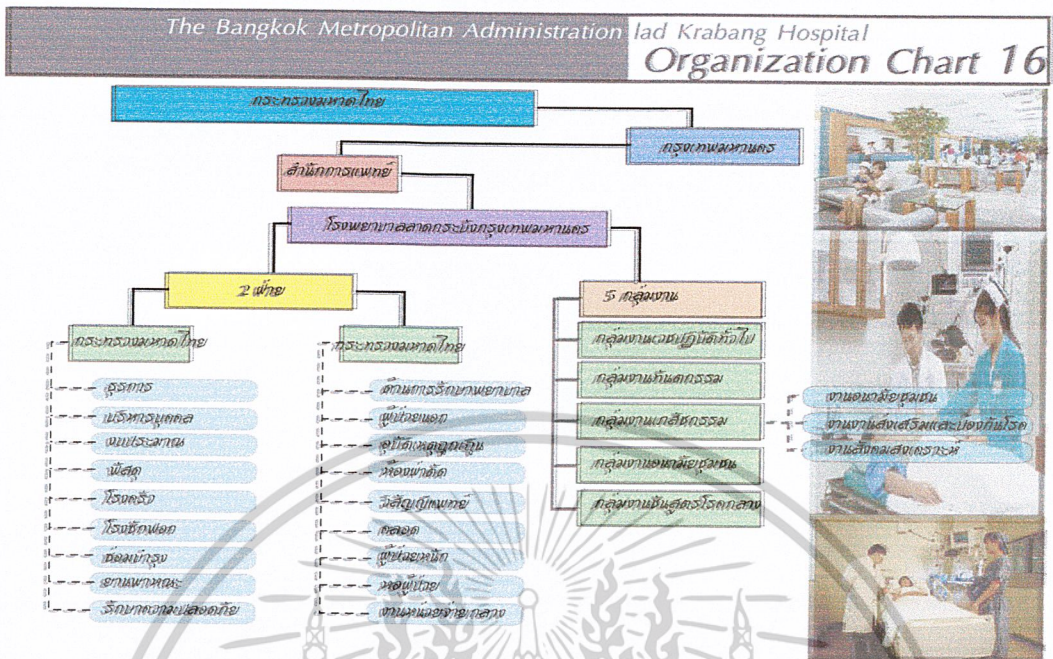 The Bangkok Metropolitan Administration lad Krabang Hospital
Organization Chart 16
กระทรวงมหาดไทย
กรุงเทพมหานคร
สำนักการแพทย์
โรงพยาบาลลาดกระบังกรุงเทพมหานคร
2 ฝ่าย
5 กลุ่มงาน
กระทรวงมหาดไทย
ธุรการ
บริหารบุคคล
งบประมาณ
พัสดุ
โรงครัว
โรงซักฟอก
ซ่อมบำรุง
ยานพาหนะ
รักษาความปลอดภัย
กระทรวงมหาดไทย
ด้านการรักษาพยาบาล
ผู้ป่วยนอก
อุบัติเหตุฉุกเฉิน
ห้องผ่าตัด
วิสัญญีแพทย์
คลอด
ผู้ป่วยหนัก
หอผู้ป่วย
งานหน่วยจ่ายกลาง
กลุ่มงานเวชปฏิบัติทั่วไป
กลุ่มงานทันตกรรม
กลุ่มงานเภสัชกรรม
กลุ่มงานอนามัยชุมชน
กลุ่มงานชันสูตรโรคกลาง
งานอนามัยชุมชน
งานงานส่งเสริมและป้องกันโรค
งานสังคมสงเคราะห์